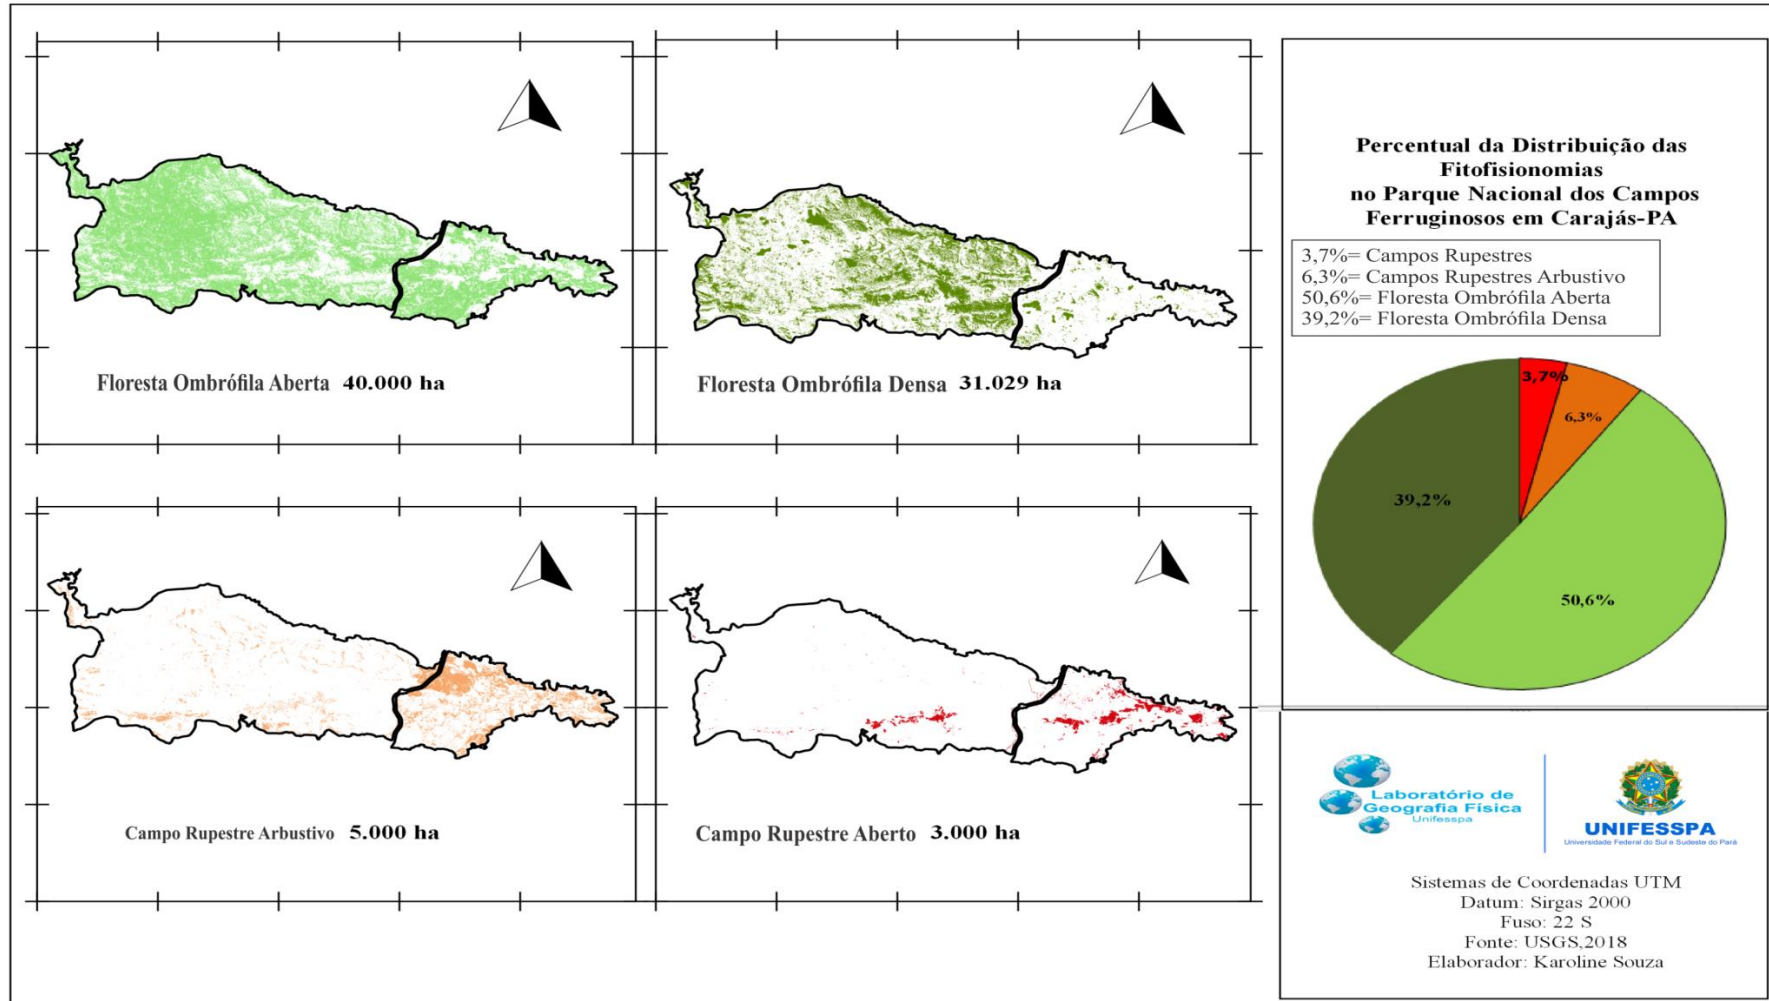 Floresta Ombrófila Aberta 40.000 ha
Floresta Ombrófila Densa 31.029 ha
Campo Rupestre Arbustivo 5.000 ha
Campo Rupestre Aberto 3.000 ha
Percentual da Distribuição das
Fitofisionomias
no Parque Nacional dos Campos
Ferruginosos em Carajás-PA
3,7%= Campos Rupestres
6,3%= Campos Rupestres Arbustivo
50,6%= Floresta Ombrófila Aberta
39,2%= Floresta Ombrófila Densa
3,7%
6,3%
39,2%
50,6%
Laboratório de
Geografia Física
Unifesspa
UNIFESSPA
Universidade Federal do Sul e Sudeste do Pará
Sistemas de Coordenadas UTM
Datum: Sirgas 2000
Fuso: 22 S
Fonte: USGS,2018
Elaborador: Karoline Souza